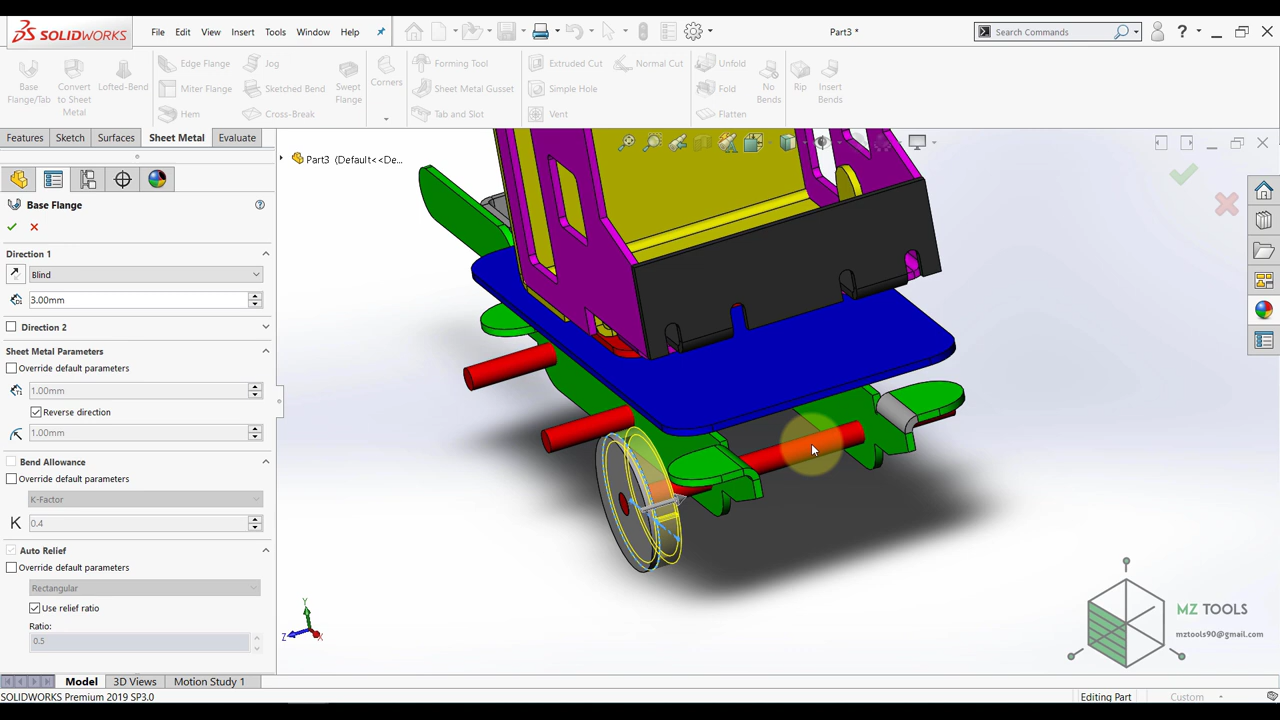 SOLIDWORKS
File
Edit
View
Insert
Tools
Window
Help
Part3 *
Search Commands
?
Base
Flange/Tab
Convert
to Sheet
Metal
Lofted-Bend
Edge Flange
Miter Flange
Hem
Jog
Sketched Bend
Cross-Break
Swept
Flange
Corners
Forming Tool
Sheet Metal Gusset
Tab and Slot
Extruded Cut
Simple Hole
Vent
Normal Cut
Unfold
Fold
Flatten
No
Bends
Rip
Insert
Bends
Features
Sketch
Surfaces
Sheet Metal
Evaluate
Part3 (Default<<De...
Base Flange
Direction 1
Blind
3.00mm
Direction 2
Sheet Metal Parameters
Override default parameters
1.00mm
Reverse direction
1.00mm
Bend Allowance
Override default parameters
K-Factor
K 0.4
Auto Relief
Override default parameters
Rectangular
Use relief ratio
Ratio:
0.5
Y
Z
X
MZ TOOLS
mztools90@gmail.com
Model
3D Views
Motion Study 1
SOLIDWORKS Premium 2019 SP3.0
Editing Part
Custom